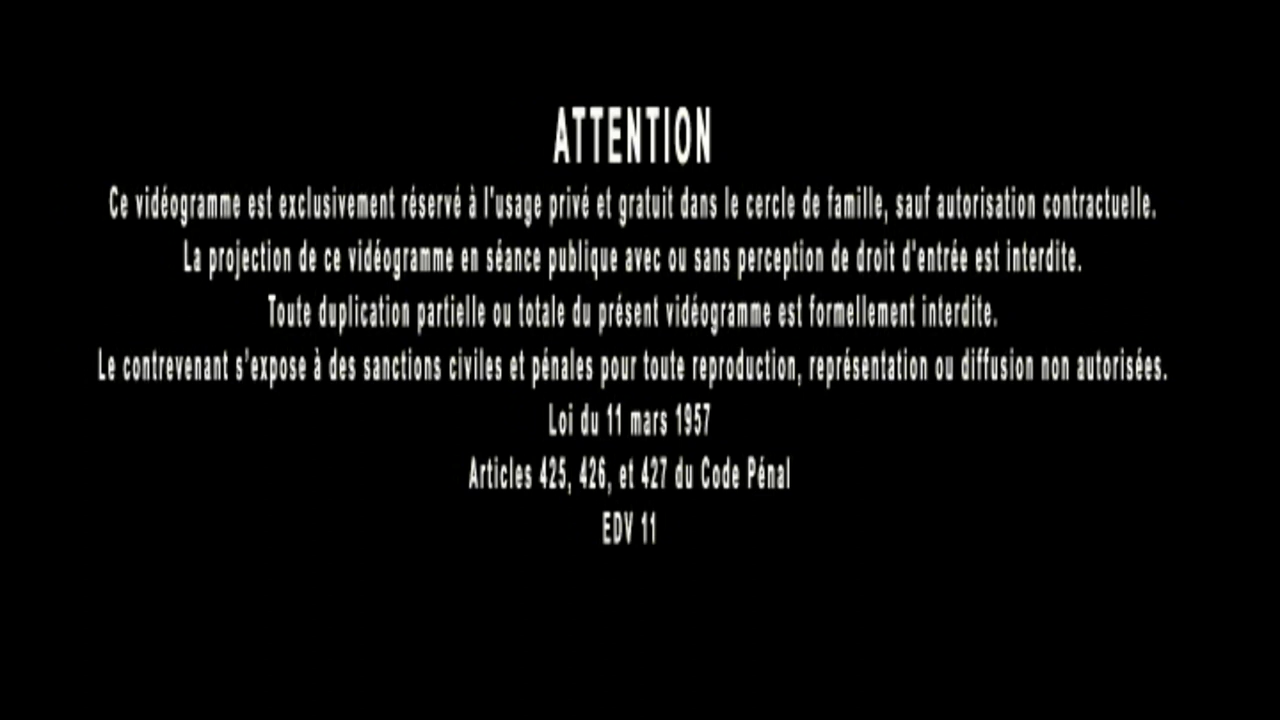 ATTENTION
Ce vidéogramme est exclusivement réservé à l'usage privé et gratuit dans le cercle de famille, sauf autorisation contractuelle.
La projection de ce vidéogramme en séance publique avec ou sans perception de droit d'entrée est interdite.
Toute duplication partielle ou totale du présent vidéogramme est formellement interdite.
Le contrevenant s'expose à des sanctions civiles et pénales pour toute reproduction, représentation ou diffusion non autorisées.
Loi du 11 mars 1957
Articles 425, 426, et 427 du Code Pénal
EDV 11